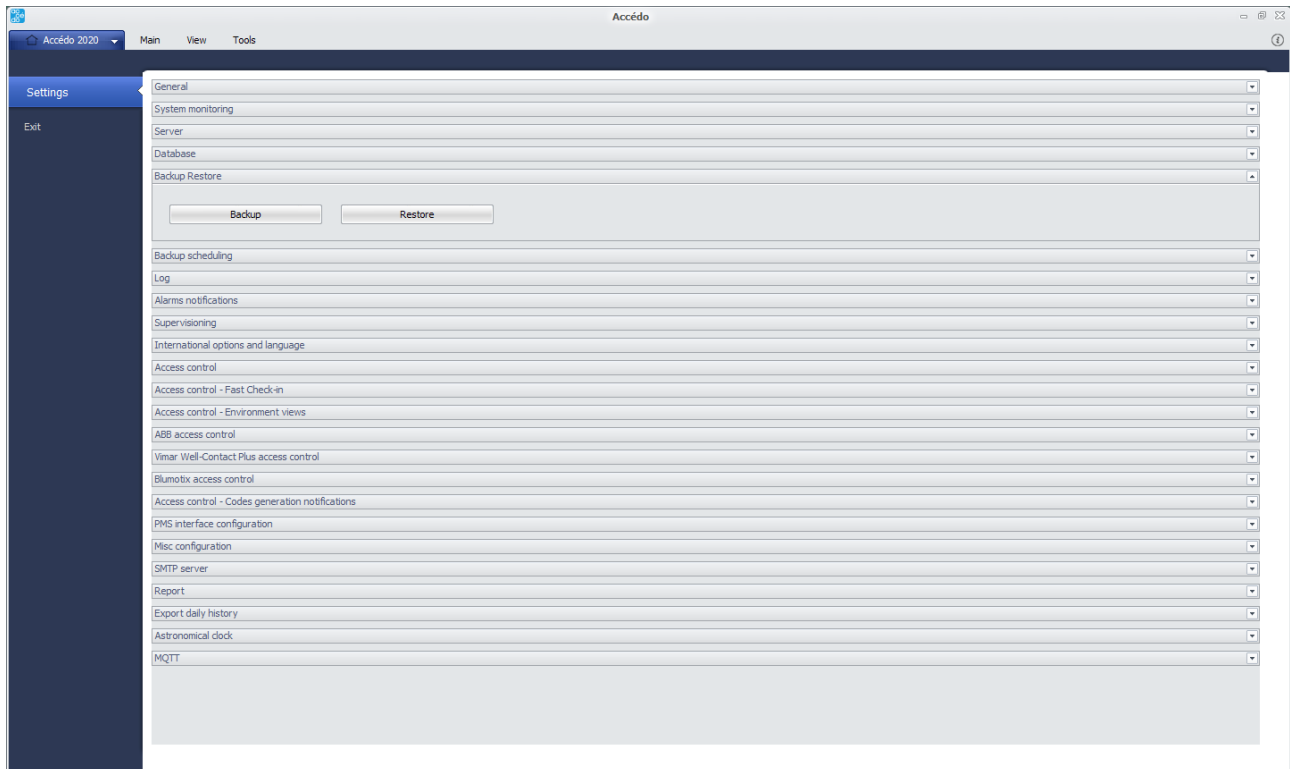 Accédo
Accédo 2020 Main View Tools
Settings
Exit
General
System monitoring
Server
Database
Backup Restore
Backup Restore
Backup scheduling
Log
Alarms notifications
Supervisioning
International options and language
Access control
Access control - Fast Check-in
Access control - Environment views
ABB access control
Vimar Well-Contact Plus access control
Blumotix access control
Access control - Codes generation notifications
PMS interface configuration
Misc configuration
SMTP server
Report
Export daily history
Astronomical clock
MQTT